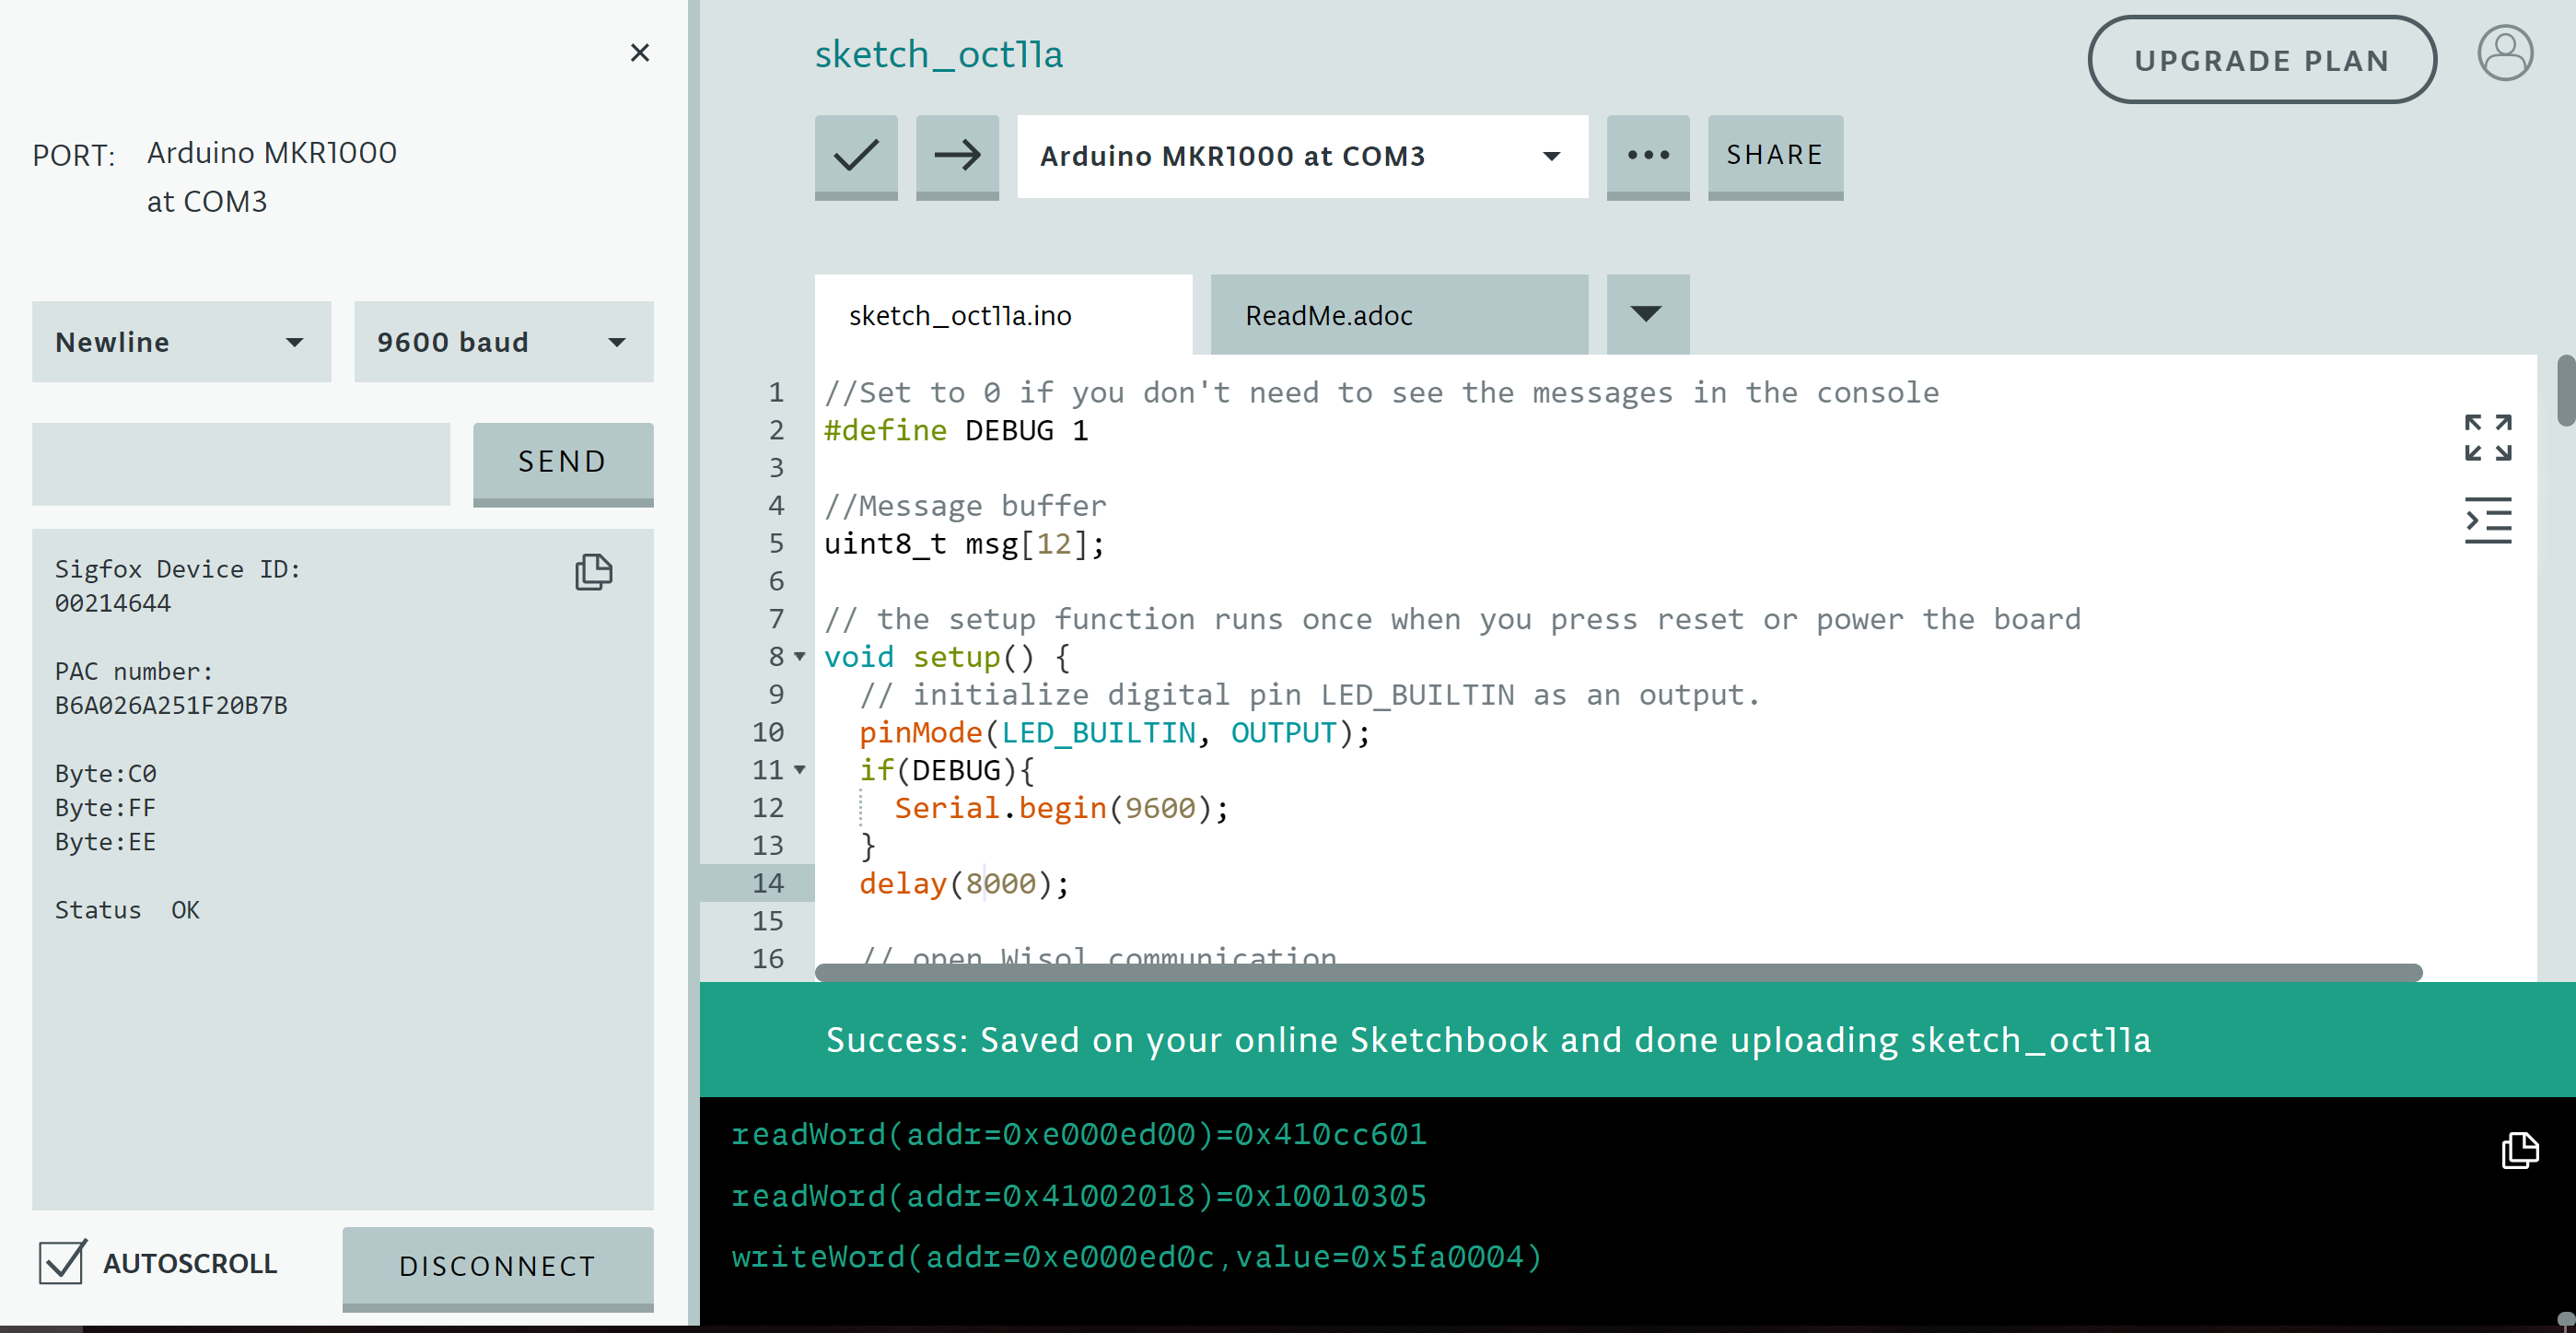 PORT: Arduino MKR1000
at COM3
Newline
9600 baud
SEND
Sigfox Device ID:
00214644
PAC number:
B6A026A251F20B7B
Byte:C0
Byte:FF
Byte:EE
Status  OK
AUTOSCROLL
DISCONNECT
sketch_oct11a
UPGRADE PLAN
Arduino MKR1000 at COM3
SHARE
sketch_oct11a.ino
ReadMe.adoc
1 //Set to 0 if you don't need to see the messages in the console
2 #define DEBUG 1
3
4 //Message buffer
5 uint8_t msg[12];
6
7 // the setup function runs once when you press reset or power the board
8 void setup() {
9   // initialize digital pin LED_BUILTIN as an output.
10   pinMode(LED_BUILTIN, OUTPUT);
11   if(DEBUG){
12     Serial.begin(9600);
13   }
14   delay(8000);
15
16   // open Wisol communication
Success: Saved on your online Sketchbook and done uploading sketch_oct11a
readWord(addr=0xe000ed00)=0x410cc601
readWord(addr=0x41002018)=0x10010305
writeWord(addr=0xe000ed0c,value=0x5fa0004)